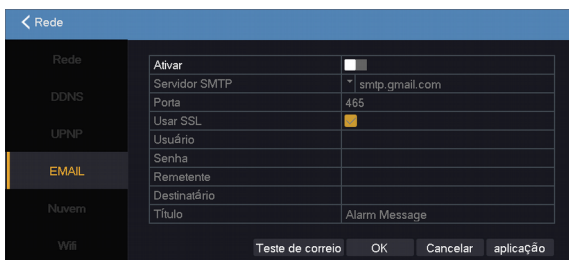 Rede
Rede
DDNS
UPNP
EMAIL
Nuvem
Wifi
Ativar
Servidor SMTP smtp.gmail.com
Porta 465
Usar SSL
Usuário
Senha
Remetente
Destinatário
Título Alarm Message
Teste de correio OK Cancelar aplicação